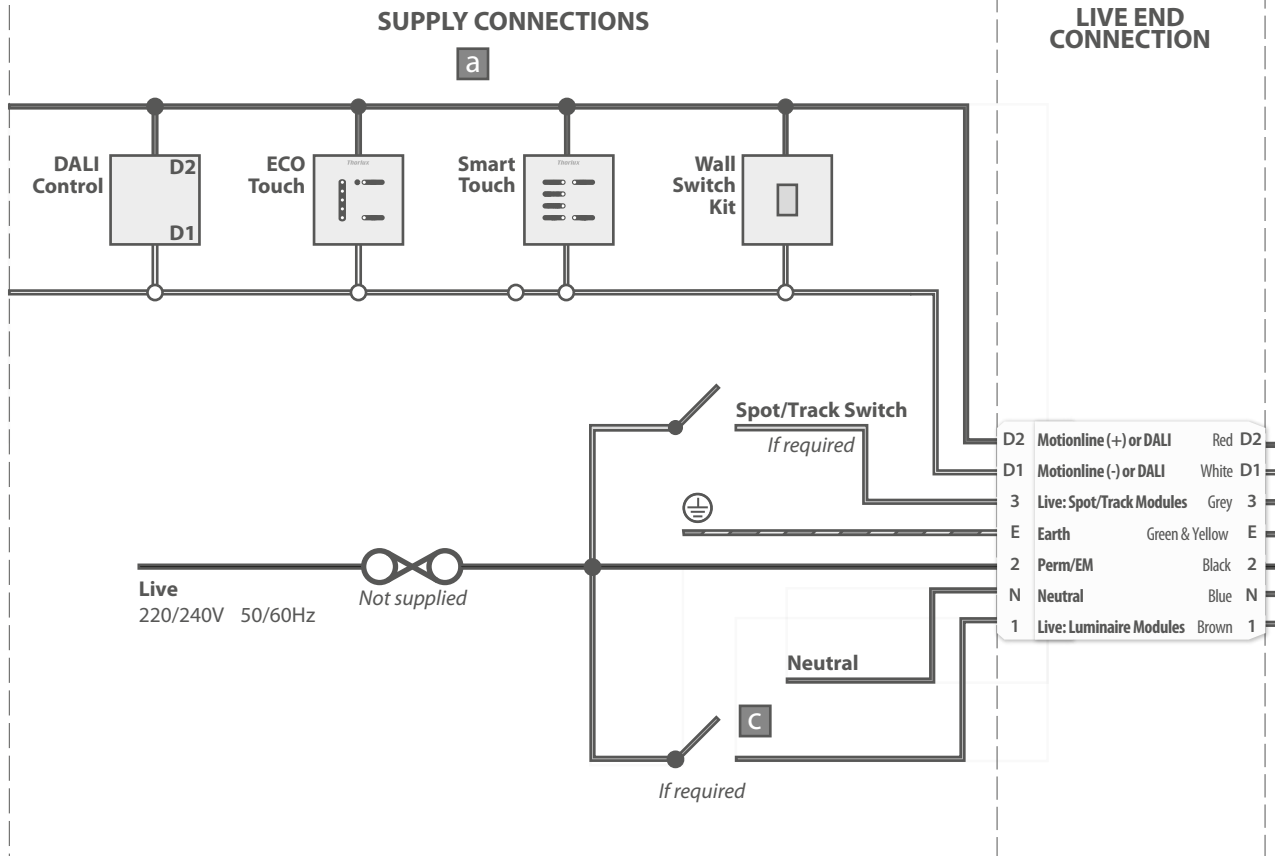 SUPPLY CONNECTIONS
LIVE END
CONNECTION
a
DALI
Control
D2
D1
ECO
Touch
Thorlux
Smart
Touch
Thorlux
Wall
Switch
Kit
Spot/Track Switch
If required
D2 Motionline (+) or DALI Red D2
D1 Motionline (-) or DALI White D1
3 Live: Spot/Track Modules Grey 3
E Earth Green & Yellow E
2 Perm/EM Black 2
N Neutral Blue N
1 Live: Luminaire Modules Brown 1
Live
220/240V 50/60Hz
Not supplied
Neutral
C
If required